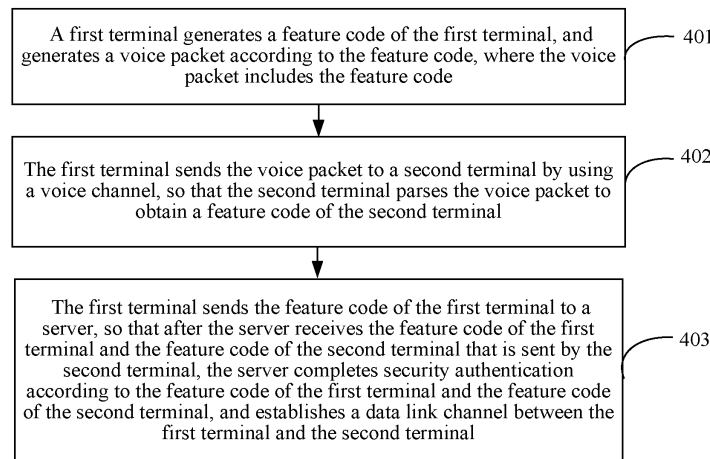 A first terminal generates a feature code of the first terminal, and
generates a voice packet according to the feature code, where the voice
packet includes the feature code
401
The first terminal sends the voice packet to a second terminal by using
a voice channel, so that the second terminal parses the voice packet to
obtain a feature code of the second terminal
402
The first terminal sends the feature code of the first terminal to a
server, so that after the server receives the feature code of the first
terminal and the feature code of the second terminal that is sent by the
second terminal, the server completes security authentication
according to the feature code of the first terminal and the feature code
of the second terminal, and establishes a data link channel between the
first terminal and the second terminal
403